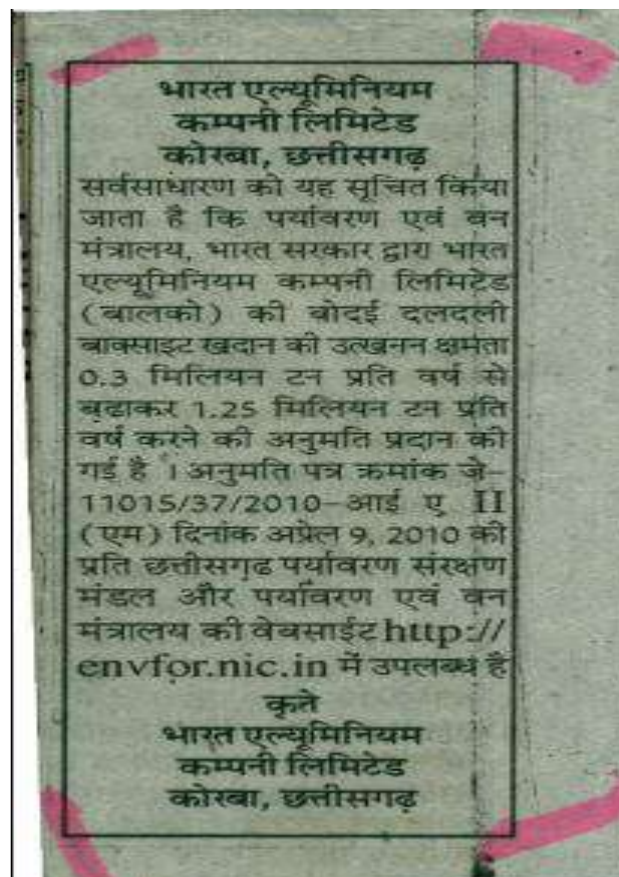 भारत एल्यूमिनियम
कम्पनी लिमिटेड
कोरबा, छत्तीसगढ़
सर्वसाधारण को यह सूचित किया
जाता है कि पर्यावरण एवं वन
मंत्रालय, भारत सरकार द्वारा भारत
एल्यूमिनियम कम्पनी लिमिटेड
(बालको) की बोदई दलदली
बाक्साइट खदान की उत्खनन क्षमता
0.3 मिलियन टन प्रति वर्ष से
बढाकर 1.25 मिलियन टन प्रति
वर्ष करने की अनुमति प्रदान की
गई है । अनुमति पत्र क्रमांक जे-
11015/37/2010-आई ए II
(एम) दिनांक अप्रेल 9, 2010 की
प्रति छत्तीसगढ पर्यावरण संरक्षण
मंडल और पर्यावरण एवं वन
मंत्रालय की वेबसाईट http://
envfor.nic.in में उपलब्ध है
कृते
भारत एल्यूमिनियम
कम्पनी लिमिटेड
कोरबा, छत्तीसगढ़